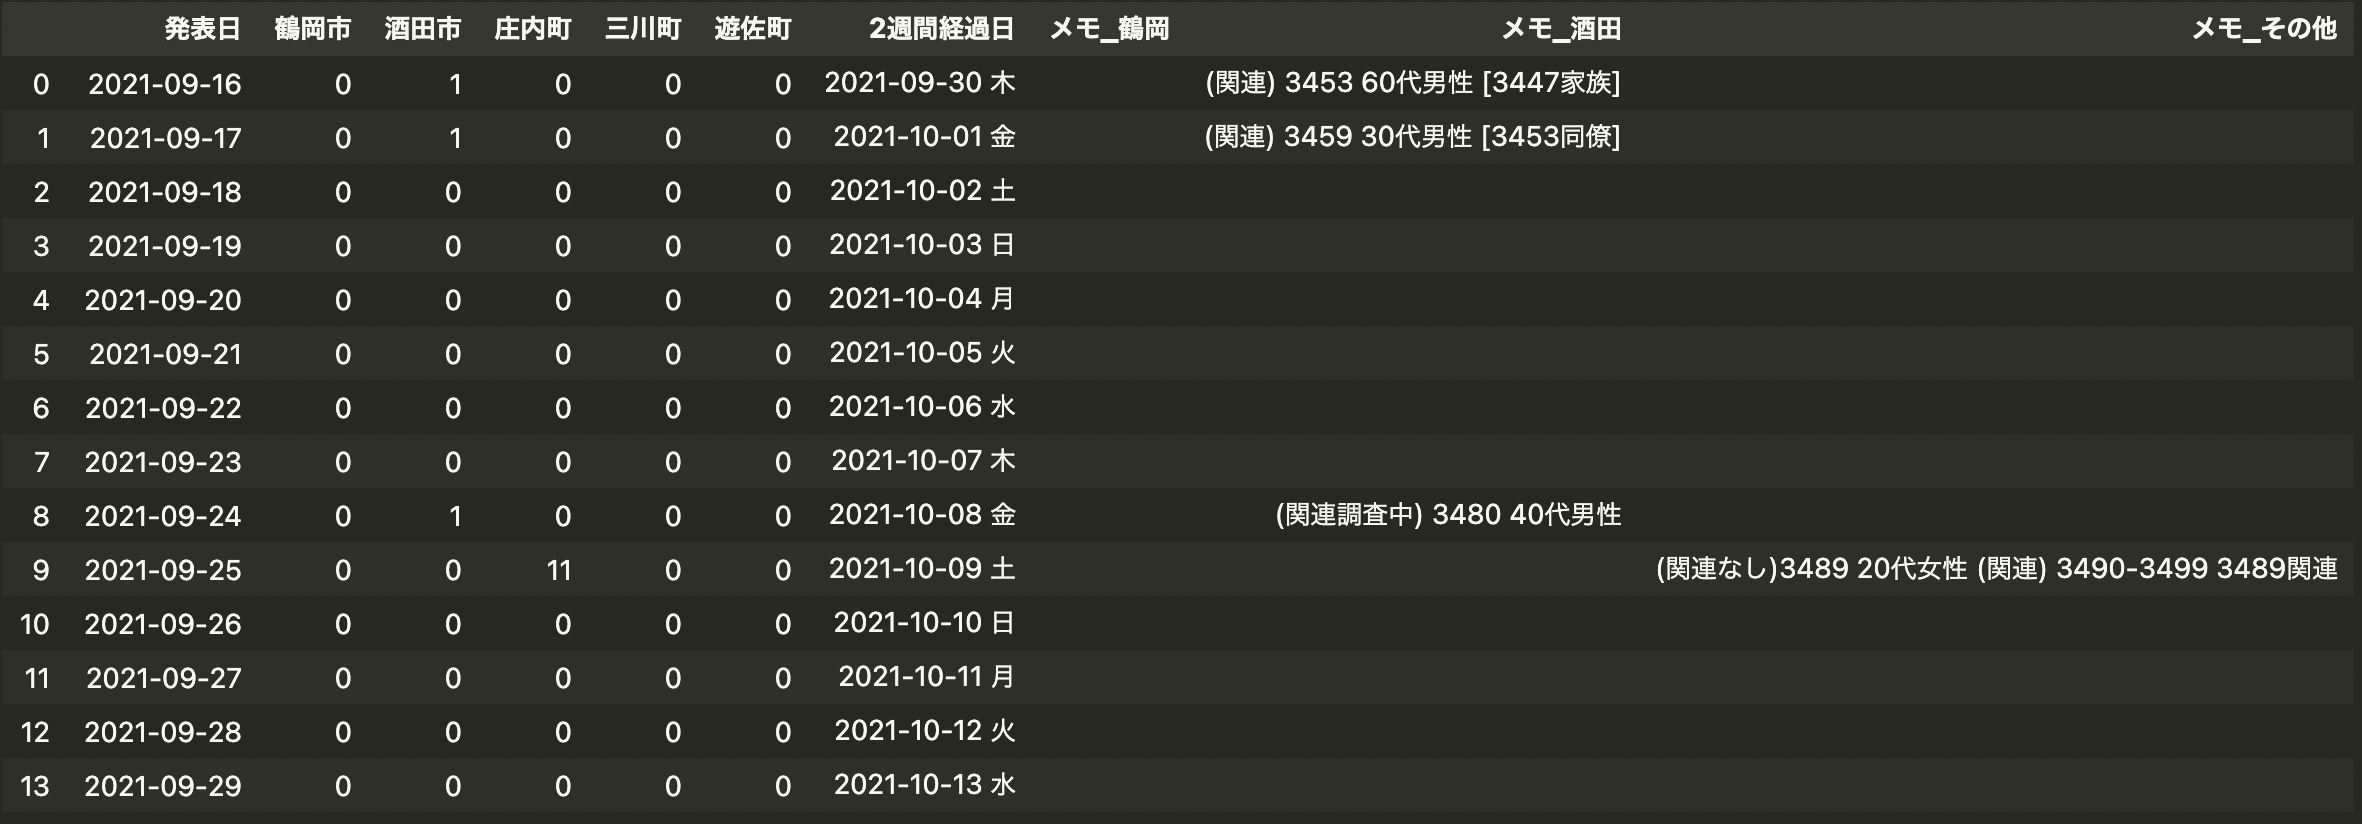 発表日 鶴岡市 酒田市 庄内町 三川町 遊佐町 2週間経過日 メモ_鶴岡 メモ_酒田 メモ_その他
0 2021-09-16 0 1 0 0 0 2021-09-30 木 (関連) 3453 60代男性 [3447家族]
1 2021-09-17 0 1 0 0 0 2021-10-01 金 (関連) 3459 30代男性 [3453同僚]
2 2021-09-18 0 0 0 0 0 2021-10-02 土
3 2021-09-19 0 0 0 0 0 2021-10-03 日
4 2021-09-20 0 0 0 0 0 2021-10-04 月
5 2021-09-21 0 0 0 0 0 2021-10-05 火
6 2021-09-22 0 0 0 0 0 2021-10-06 水
7 2021-09-23 0 0 0 0 0 2021-10-07 木
8 2021-09-24 0 1 0 0 0 2021-10-08 金 (関連調査中) 3480 40代男性
9 2021-09-25 0 0 11 0 0 2021-10-09 土 (関連なし)3489 20代女性 (関連) 3490-3499 3489関連
10 2021-09-26 0 0 0 0 0 2021-10-10 日
11 2021-09-27 0 0 0 0 0 2021-10-11 月
12 2021-09-28 0 0 0 0 0 2021-10-12 火
13 2021-09-29 0 0 0 0 0 2021-10-13 水